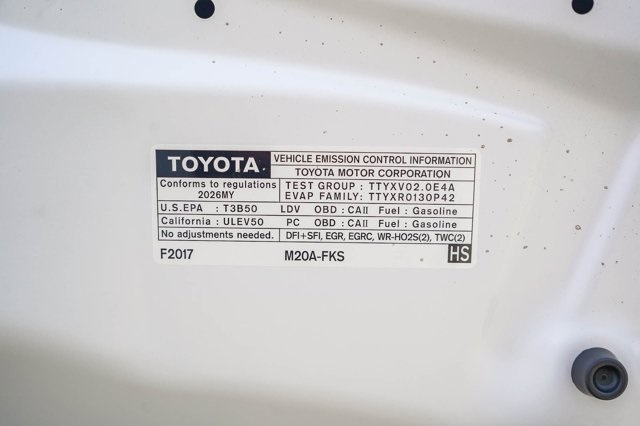 TOYOTA VEHICLE EMISSION CONTROL INFORMATION
TOYOTA MOTOR CORPORATION
Conforms to regulations
2026MY
TEST GROUP : TTYXV02.0E4A
EVAP FAMILY: TTYXR0130P42
U.S.EPA : T3B50 LDV OBD : CAII Fuel : Gasoline
California : ULEV50 PC OBD : CAII Fuel : Gasoline
No adjustments needed. DFI+SFI, EGR, EGRC, WR-HO2S(2), TWC(2)
F2017 M20A-FKS HS